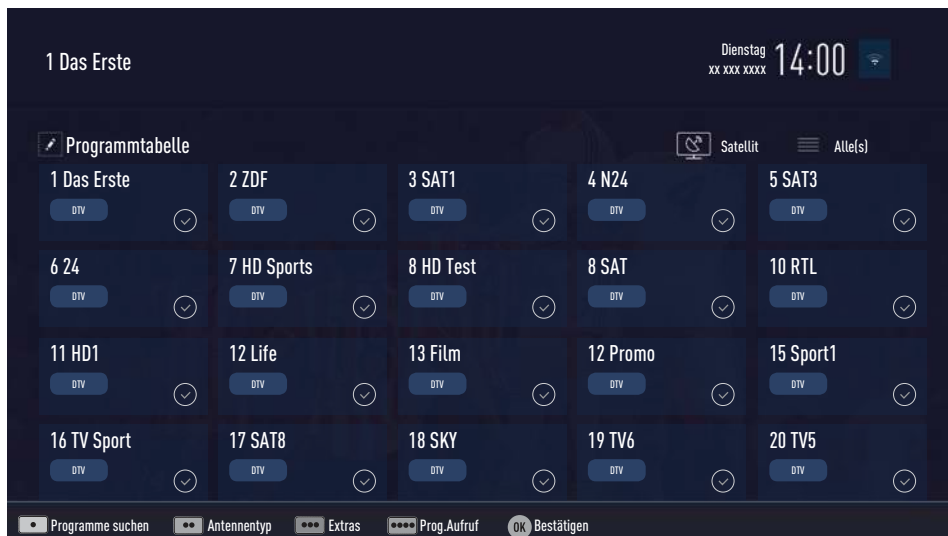 1 Das Erste
Dienstag
xx xxx xxxx
14:00
Programmtabelle
Satellit
Alle(s)
1 Das Erste
2 ZDF
3 SAT1
4 N24
5 SAT3
DTV
DTV
DTV
DTV
DTV
6 24
7 HD Sports
8 HD Test
8 SAT
10 RTL
DTV
DTV
DTV
DTV
DTV
11 HD1
12 Life
13 Film
12 Promo
15 Sport1
DTV
DTV
DTV
DTV
DTV
16 TV Sport
17 SAT8
18 SKY
19 TV6
20 TV5
DTV
DTV
DTV
DTV
DTV
Programme suchen
Antennentyp
Extras
Prog.Aufruf
OK Bestätigen